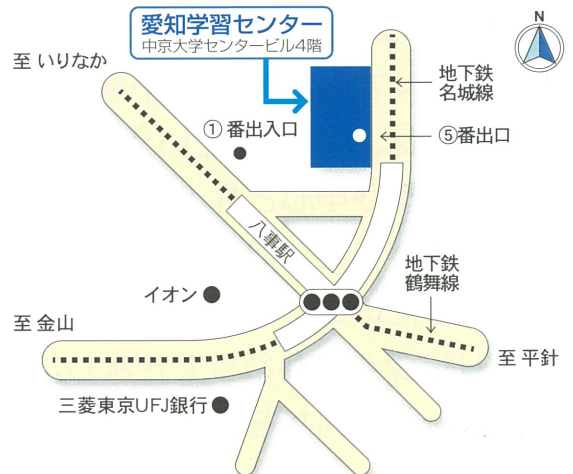 愛知学習センター
中京大学センタービル4階
N
至 いりなか
地下鉄
名城線
① 番出入口
⑤番出口
八事駅
地下鉄
鶴舞線
イオン
至 金山
至 平針
三菱東京UFJ銀行